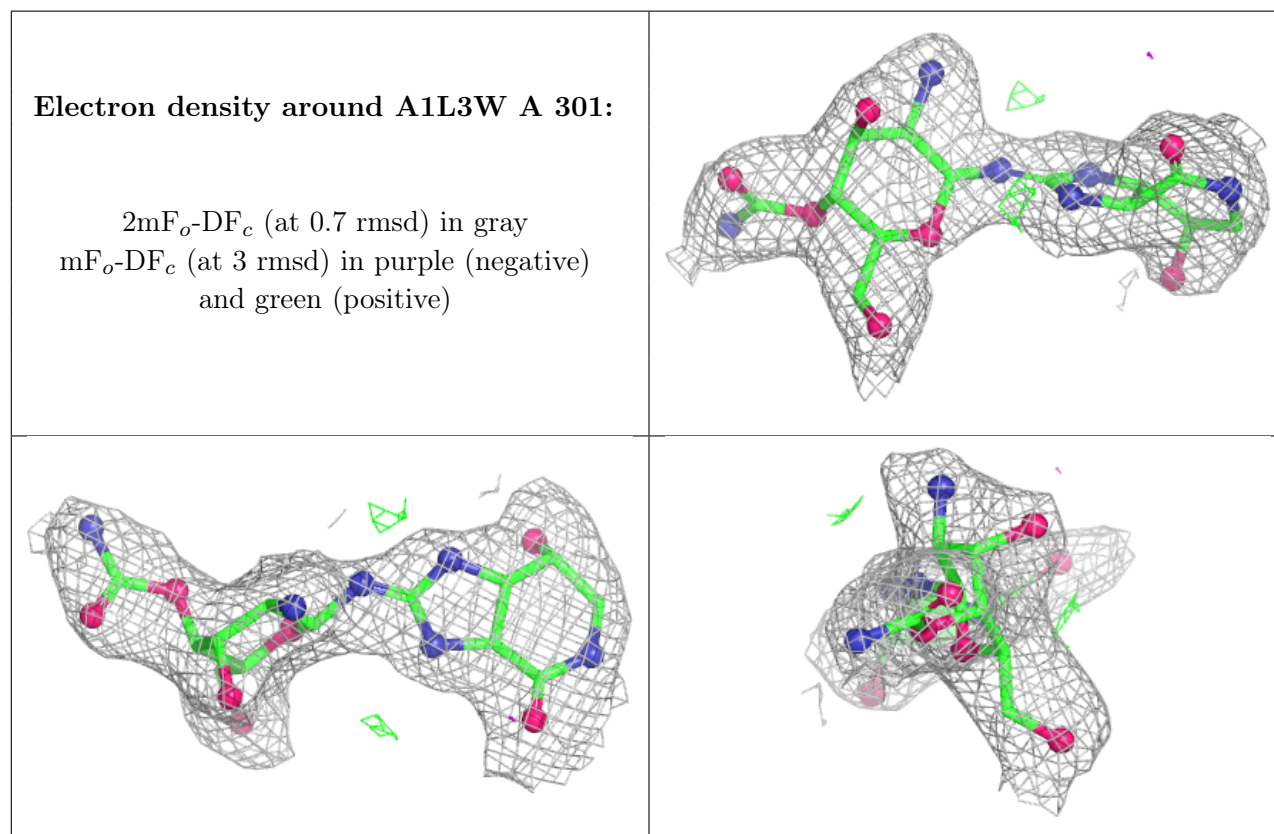 Electron density around A1L3W A 301:
2mFo-DFc (at 0.7 rmsd) in gray
mFo-DFc (at 3 rmsd) in purple (negative)
and green (positive)